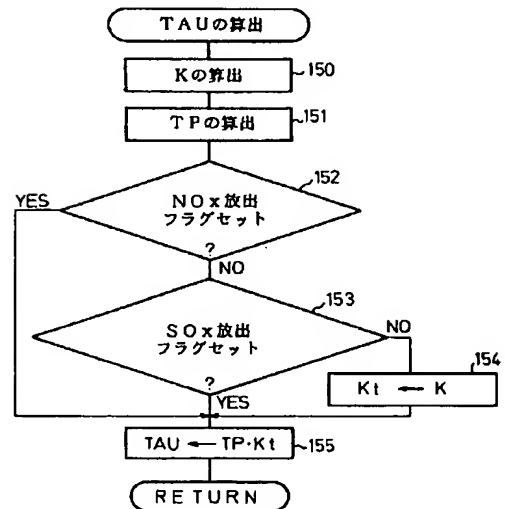 TAUの算出
Kの算出
150
TPの算出
151
152
YES
NOx放出
フラグセット
?
NO
153
SOx放出
フラグセット
?
NO
154
YES
Kt ← K
TAU ← TP·Kt
155
RETURN